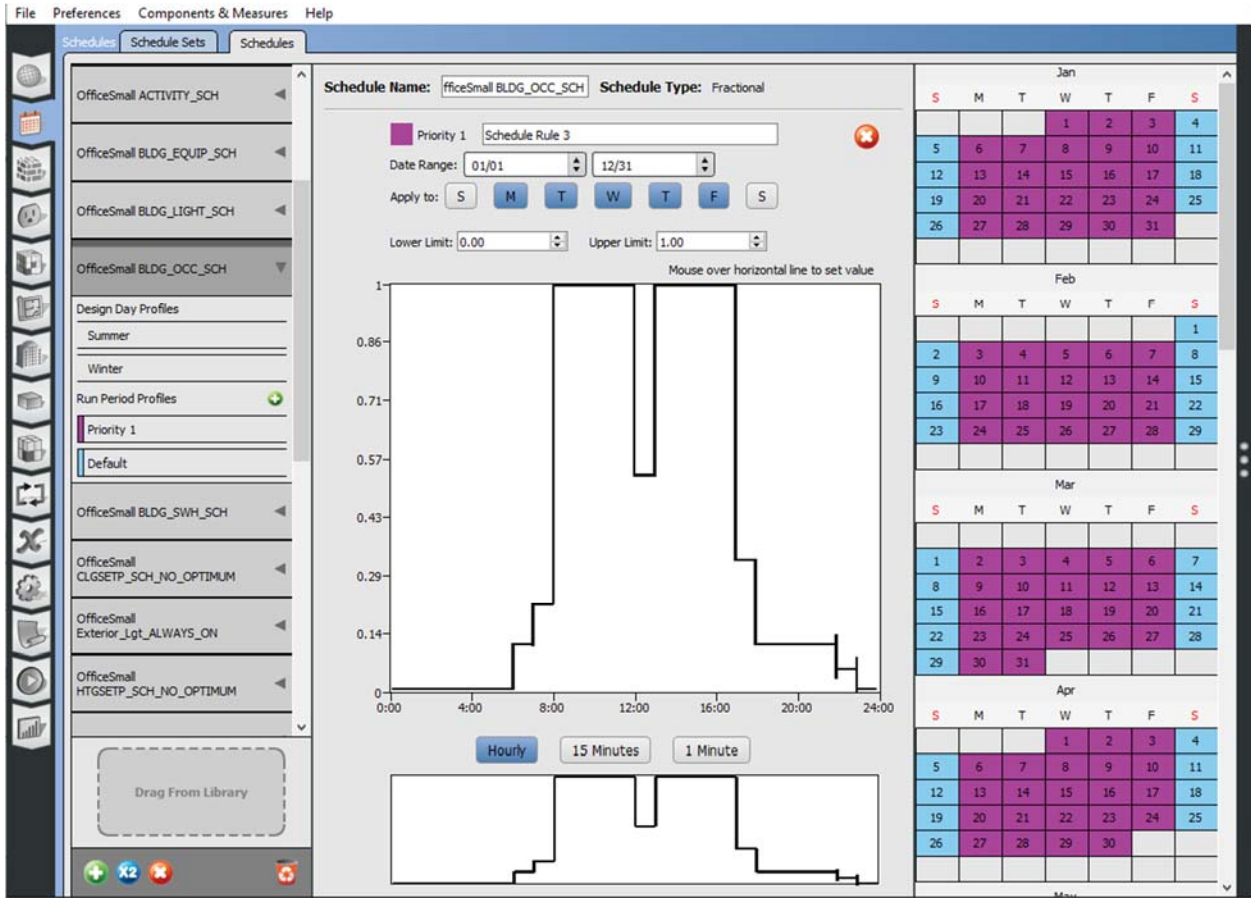 File Preferences Components & Measures Help
Schedules Schedule Sets Schedules
OfficeSmall ACTIVITY_SCH
OfficeSmall BLDG_EQUIP_SCH
OfficeSmall BLDG_LIGHT_SCH
OfficeSmall BLDG_OCC_SCH
Design Day Profiles
Summer
Winter
Run Period Profiles
Priority 1
Default
OfficeSmall BLDG_SWH_SCH
OfficeSmall
CLGSETP_SCH_NO_OPTIMUM
OfficeSmall
Exterior_Lgt_ALWAYS_ON
OfficeSmall
HTGSETP_SCH_NO_OPTIMUM
Drag From Library
X2
Schedule Name: fficeSmall BLDG_OCC_SCH Schedule Type: Fractional
Priority 1 Schedule Rule 3
Date Range: 01/01 12/31
Apply to: S M T W T F S
Lower Limit: 0.00 Upper Limit: 1.00
Mouse over horizontal line to set value
1
0.86
0.71
0.57
0.43
0.29
0.14
0
0:00 4:00 8:00 12:00 16:00 20:00 24:00
Hourly 15 Minutes 1 Minute
Jan
S M T W T F S
1 2 3 4
5 6 7 8 9 10 11
12 13 14 15 16 17 18
19 20 21 22 23 24 25
26 27 28 29 30 31
Feb
S M T W T F S
1
2 3 4 5 6 7 8
9 10 11 12 13 14 15
16 17 18 19 20 21 22
23 24 25 26 27 28 29
Mar
S M T W T F S
1 2 3 4 5 6 7
8 9 10 11 12 13 14
15 16 17 18 19 20 21
22 23 24 25 26 27 28
29 30 31
Apr
S M T W T F S
1 2 3 4
5 6 7 8 9 10 11
12 13 14 15 16 17 18
19 20 21 22 23 24 25
26 27 28 29 30
May